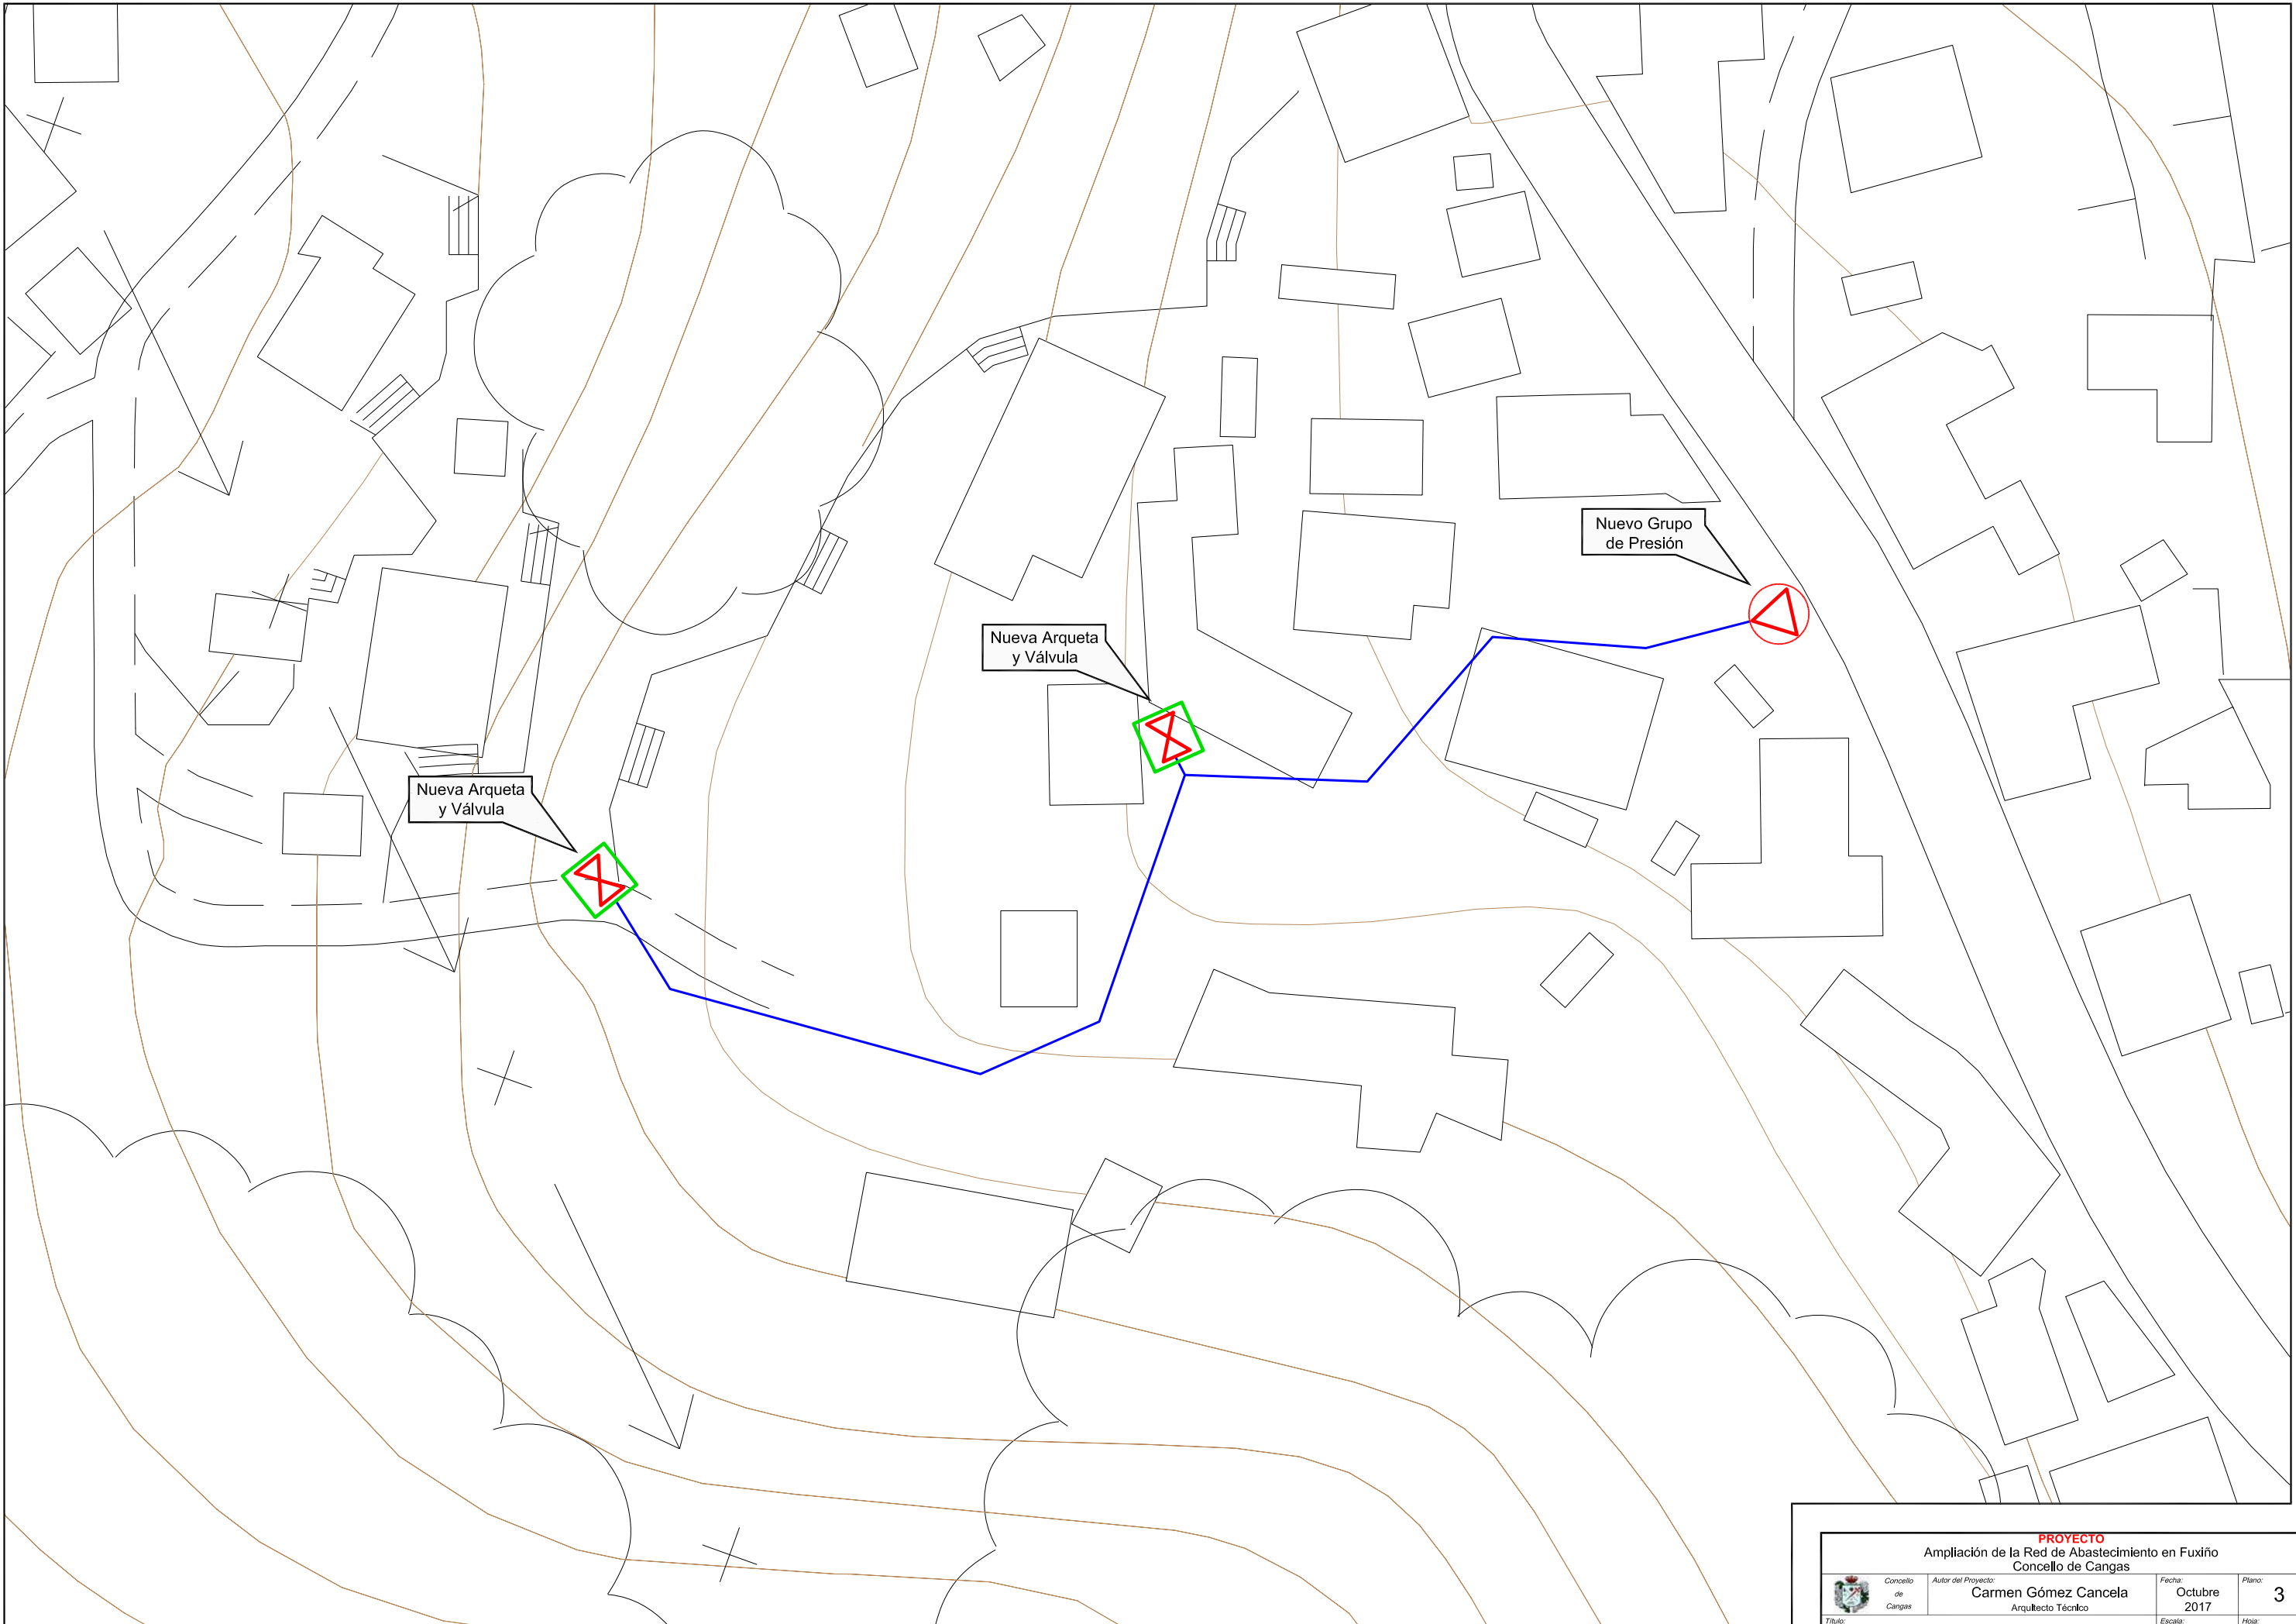 Nuevo Grupo
de Presión
Nueva Arqueta
y Válvula
Nueva Arqueta
y Válvula
PROYECTO
Ampliación de la Red de Abastecimiento en Fuxiño
Concello de Cangas
Concello
de
Cangas
Autor del Proyecto:
Carmen Gómez Cancela
Arquitecto Técnico
Fecha:
Octubre
2017
Plano:
3
Título:
Escala:
Hoja: